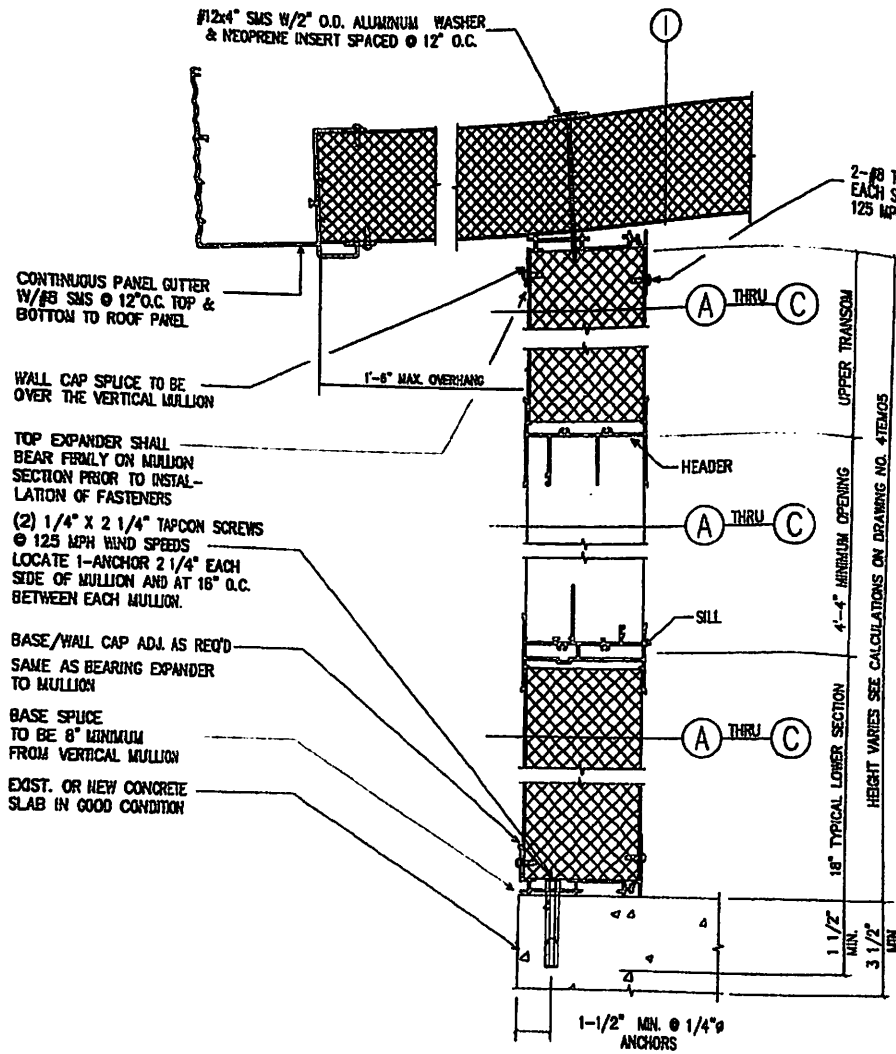 #12x4" SMS W/2" O.D. ALUMINUM WASHER
& NEOPRENE INSERT SPACED @ 12" O.C.
1
2-#8
EACH
125
CONTINUOUS PANEL GUTTER
W/#8 SMS @ 12"O.C. TOP &
BOTTOM TO ROOF PANEL
A THRU C
WALL CAP SPLICE TO BE
OVER THE VERTICAL MULLION
1'-6" MAX. OVERHANG
UPPER TRANSOM
TOP EXPANDER SHALL
BEAR FIRMLY ON MULLION
SECTION PRIOR TO INSTAL-
LATION OF FASTENERS
HEADER
(2) 1/4" X 2 1/4" TAPCON SCREWS
@ 125 MPH WIND SPEEDS
LOCATE 1-ANCHOR 2 1/4" EACH
SIDE OF MULLION AND AT 16" O.C.
BETWEEN EACH MULLION.
A THRU C
4'-4" MINIMUM OPENING
HEIGHT VARIES SEE CALCULATIONS ON DRAWING NO.
BASE/WALL CAP ADJ. AS REQ'D
SAME AS BEARING EXPANDER
TO MULLION
SILL
BASE SPLICE
TO BE 8" MINIMUM
FROM VERTICAL MULLION
A THRU C
18" TYPICAL LOWER SECTION
EXIST. OR NEW CONCRETE
SLAB IN GOOD CONDITION
1 1/2"
MIN.
3 1/2"
MIN.
1-1/2" MIN. @ 1/4"ø
ANCHORS